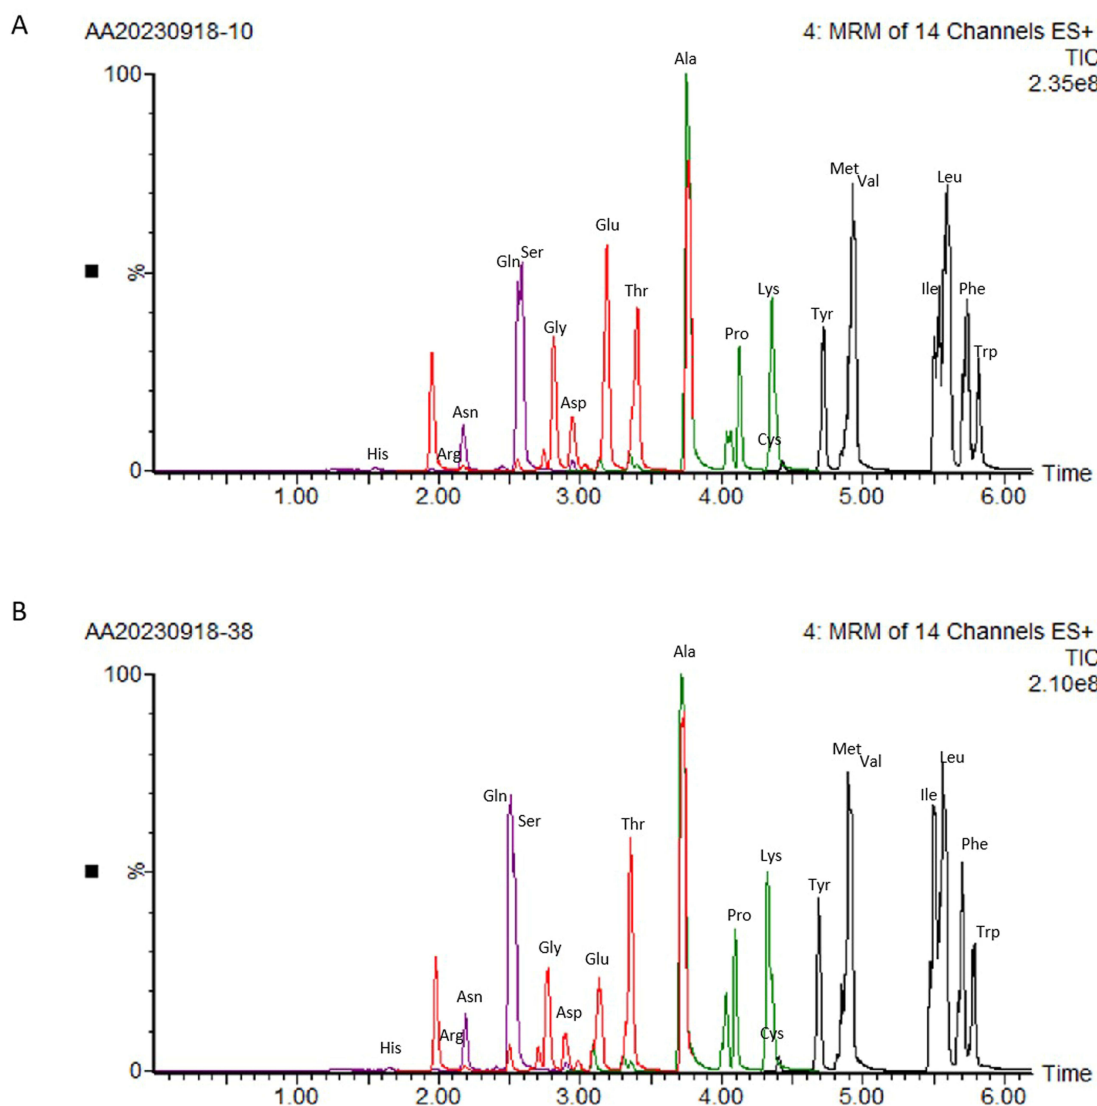 A
AA20230918-10
4: MRM of 14 Channels ES+
TIC
2.35e8
100
%
0
His
Arg
Asn
Gln
Ser
Gly
Asp
Glu
Thr
Ala
Pro
Lys
Cys
Tyr
Met
Val
Ile
Leu
Phe
Trp
1.00 2.00 3.00 4.00 5.00 6.00
Time
B
AA20230918-38
4: MRM of 14 Channels ES+
TIC
2.10e8
100
%
0
His
Arg
Asn
Gln
Ser
Gly
Asp
Glu
Thr
Ala
Pro
Lys
Cys
Tyr
Met
Val
Ile
Leu
Phe
Trp
1.00 2.00 3.00 4.00 5.00 6.00
Time